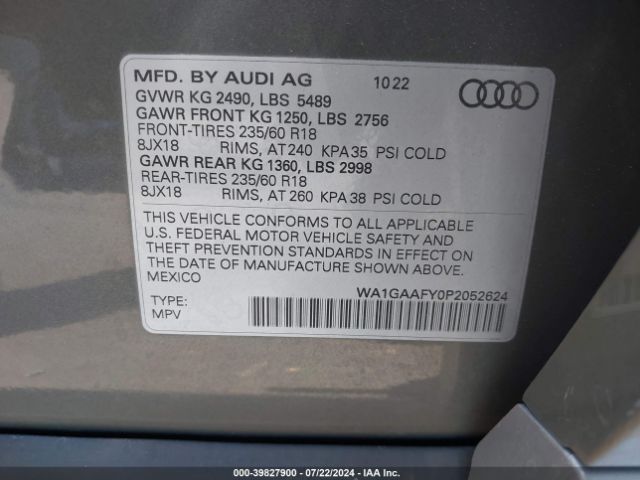 MFD. BY AUDI AG 10 22
GVWR KG 2490, LBS 5489
GAWR FRONT KG 1250, LBS 2756
FRONT-TIRES 235/60 R18
8JX18 RIMS, AT 240 KPA 35 PSI COLD
GAWR REAR KG 1360, LBS 2998
REAR-TIRES 235/60 R18
8JX18 RIMS, AT 260 KPA 38 PSI COLD
THIS VEHICLE CONFORMS TO ALL APPLICABLE
U.S. FEDERAL MOTOR VEHICLE SAFETY AND
THEFT PREVENTION STANDARDS IN EFFECT ON
THE DATE OF MANUFACTURE SHOWN ABOVE.
MEXICO
WA1GAAFY0P2052624
TYPE:
MPV
000-39827900 - 07/22/2024 - IAA Inc.